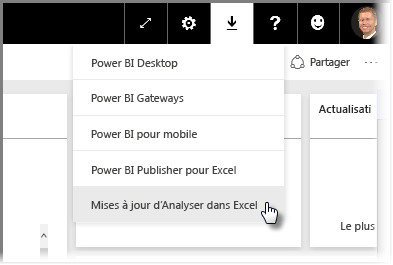 Power BI Desktop
Partager ...
Power BI Gateways
Actualisati
Power BI pour mobile
Power BI Publisher pour Excel
Mises à jour d'Analyser dans Excel
Le plus